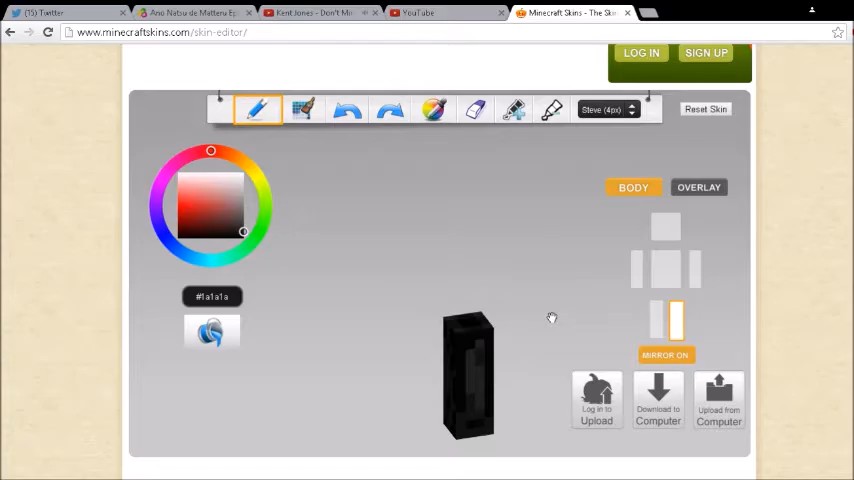 (15) Twitter
Ano Natsu de Matteru Ep
Kent Jones - Don't Mi
YouTube
Minecraft Skins - The Ski
www.minecraftskins.com/skin-editor/
LOG IN
SIGN UP
Steve (4px)
Reset Skin
BODY
OVERLAY
#1a1a1a
MIRROR ON
Log in to
Upload
Download to
Computer
Upload from
Computer